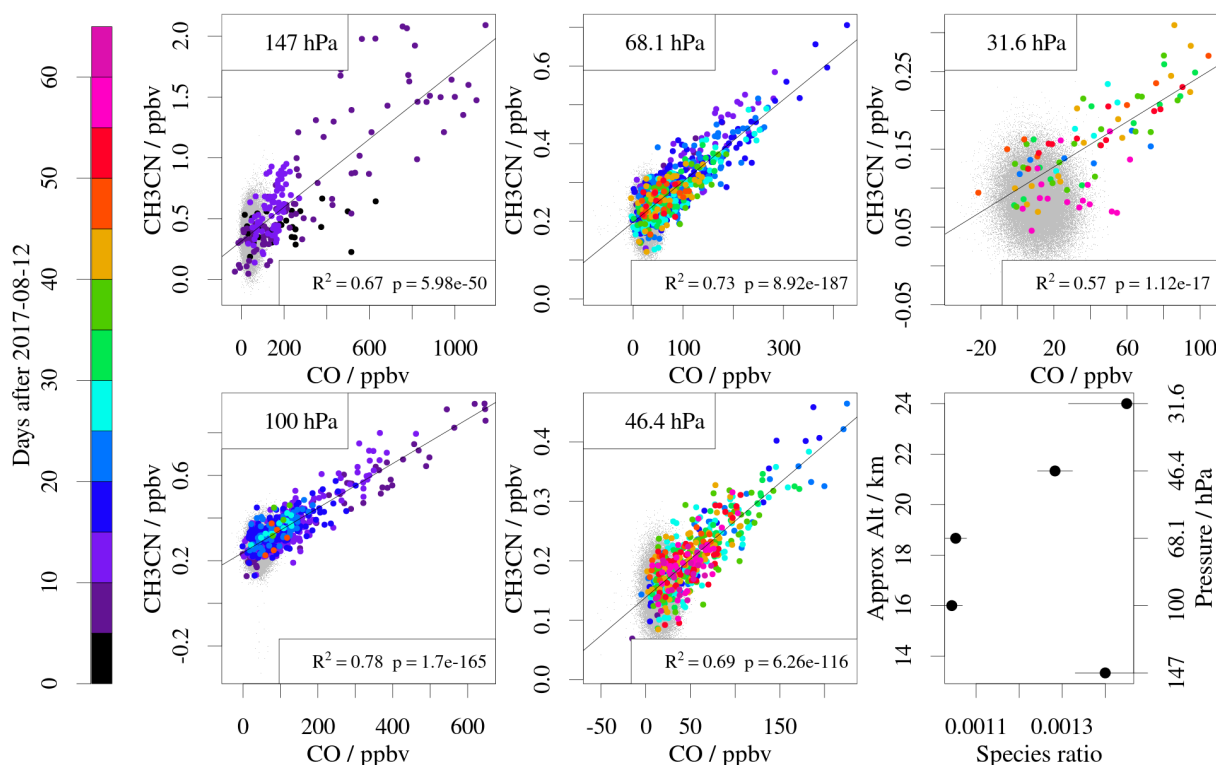 Days after 2017-08-12
0
10
20
30
40
50
60
147 hPa
CH3CN / ppbv
0.0
0.5
1.0
1.5
2.0
R² = 0.67 p = 5.98e-50
0 200 600 1000
CO / ppbv
68.1 hPa
CH3CN / ppbv
0.0
0.2
0.4
0.6
R² = 0.73 p = 8.92e-187
0 100 300
CO / ppbv
31.6 hPa
CH3CN / ppbv
-0.05
0.05
0.15
0.25
R² = 0.57 p = 1.12e-17
-20 20 60 100
CO / ppbv
100 hPa
CH3CN / ppbv
-0.2
0.2
0.6
R² = 0.78 p = 1.7e-165
0 200 400 600
CO / ppbv
46.4 hPa
CH3CN / ppbv
0.0
0.1
0.2
0.3
0.4
R² = 0.69 p = 6.26e-116
-50 0 50 150
CO / ppbv
Approx Alt / km
14
16
18
20
22
24
Pressure / hPa
31.6
46.4
68.1
100
147
0.0011 0.0013
Species ratio